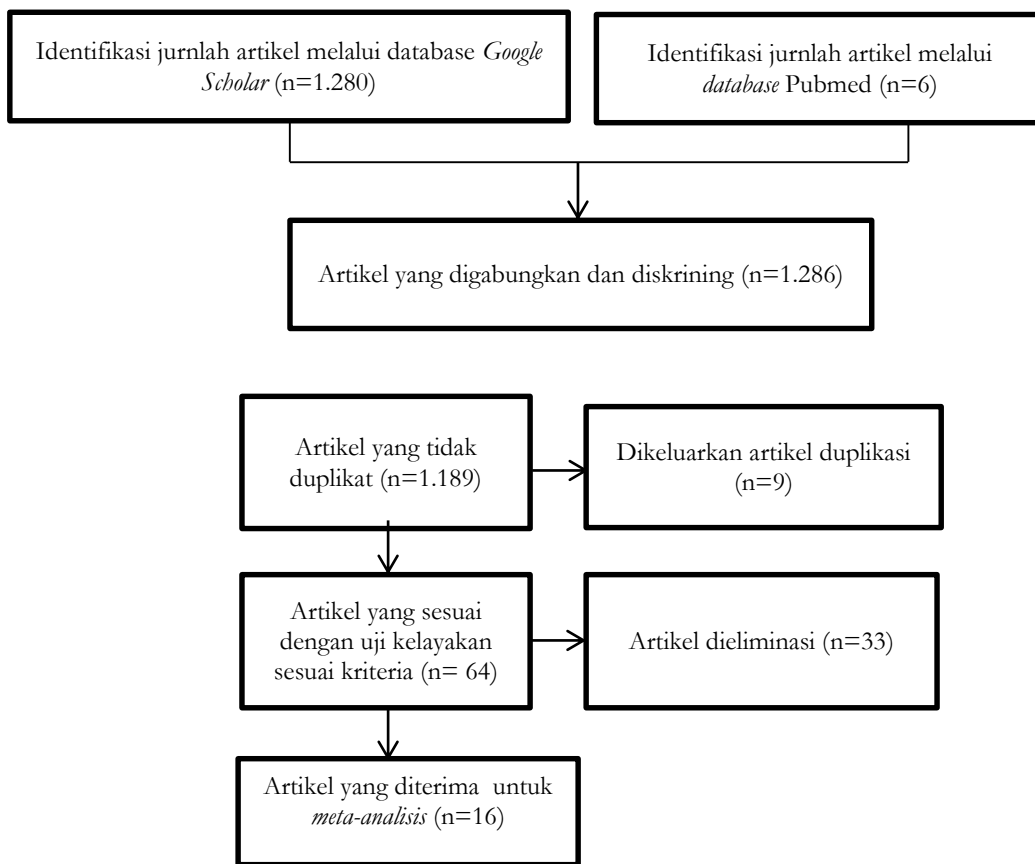 Identifikasi jurnlah artikel melalui database Google
Scholar (n=1.280)
Identifikasi jurnlah artikel melalui
database Pubmed (n=6)
Artikel yang digabungkan dan diskrining (n=1.286)
Artikel yang tidak
duplikat (n=1.189)
Dikeluarkan artikel duplikasi
(n=9)
Artikel yang sesuai
dengan uji kelayakan
sesuai kriteria (n= 64)
Artikel dieliminasi (n=33)
Artikel yang diterima  untuk
meta-analisis (n=16)